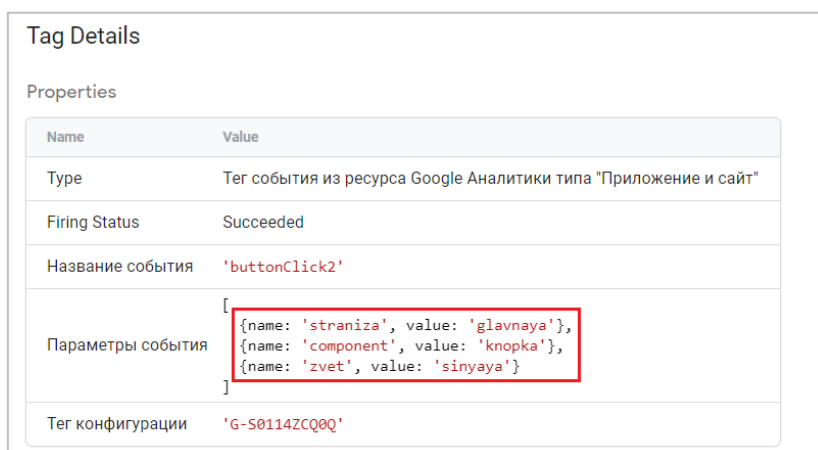 Tag Details
Properties
Name Value
Type Тег события из ресурса Google Аналитики типа "Приложение и сайт"
Firing Status Succeeded
Название события 'buttonClick2'
[
{name: 'straniza', value: 'glavnaya'},
Параметры события {name: 'component', value: 'knopka'},
{name: 'zvet', value: 'sinyaya'}
]
Тег конфигурации 'G-S0114ZCQ0Q'